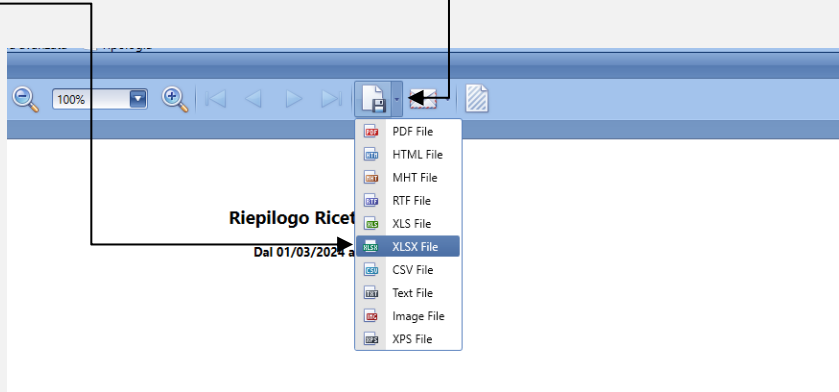 100%
PDF File
HTML File
MHT File
RTF File
Riepilogo
XLS File
XLSX File
Dal 01/03/2024
CSV File
Text File
Image File
XPS File